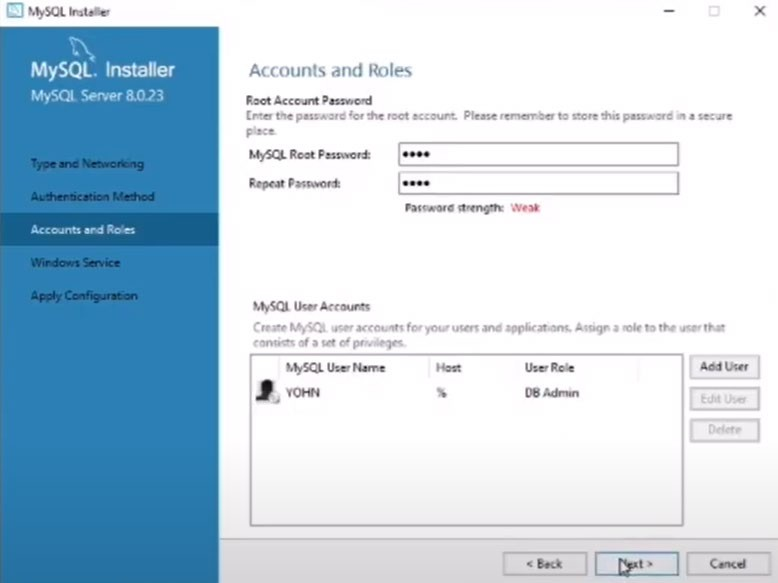 MySQL Installer
MySQL. Installer
MySQL Server 8.0.23
Type and Networking
Authentication Method
Accounts and Roles
Windows Service
Apply Configuration
Accounts and Roles
Root Account Password
Enter the password for the root account. Please remember to store this password in a secure
place.
MySQL Root Password: ••••
Repeat Password: ••••
Password strength: Weak
MySQL User Accounts
Create MySQL user accounts for your users and applications. Assign a role to the user that
consists of a set of privileges.
MySQL User Name Host User Role
YOHN % DB Admin
Add User
Edit User
Delete
< Back Next > Cancel